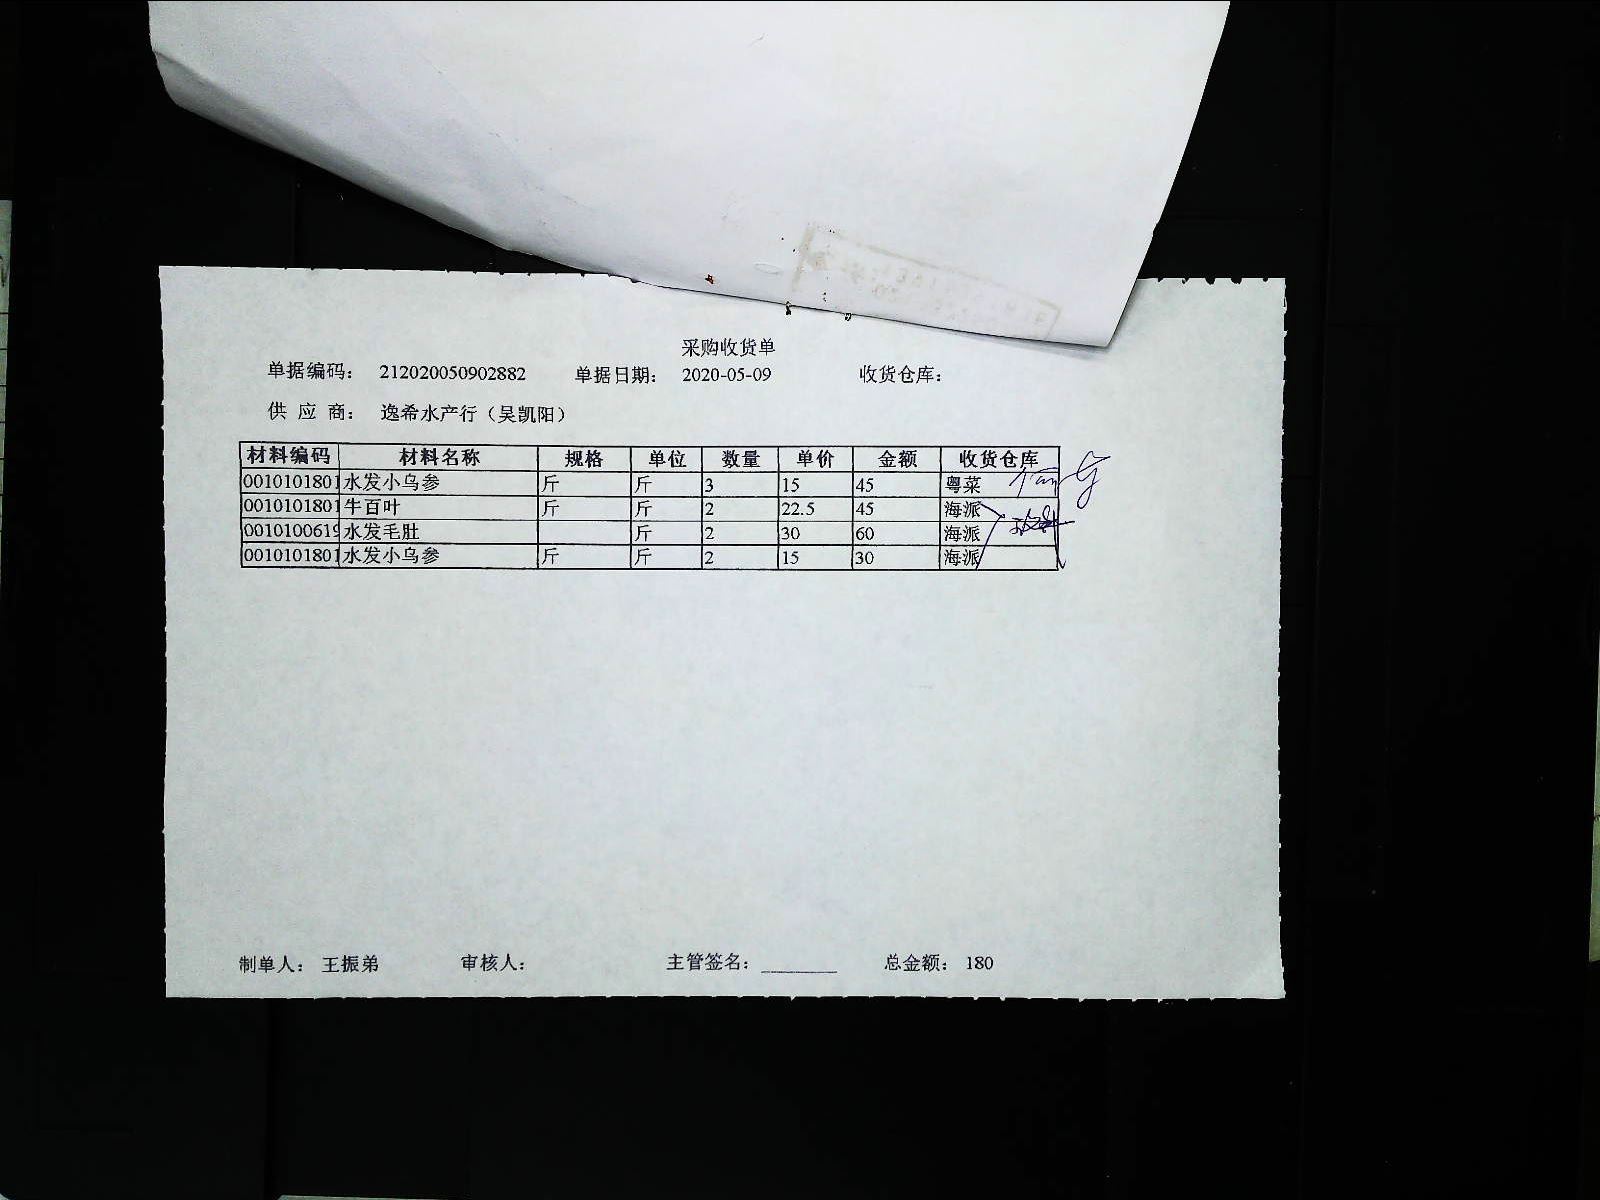 采购收货单
单据编码： 212020050902882 单据日期： 2020-05-09 收货仓库：
供 应 商： 逸希水产行（吴凯阳）
材料编码 材料名称 规格 单位 数量 单价 金额 收货仓库
0010101801 水发小乌参 斤 斤 3 15 45 粤菜
0010101801 牛百叶 斤 斤 2 22.5 45 海派
0010100619 水发毛肚 斤 2 30 60 海派
0010101801 水发小乌参 斤 斤 2 15 30 海派
制单人： 王振弟 审核人： 主管签名： 总金额： 180